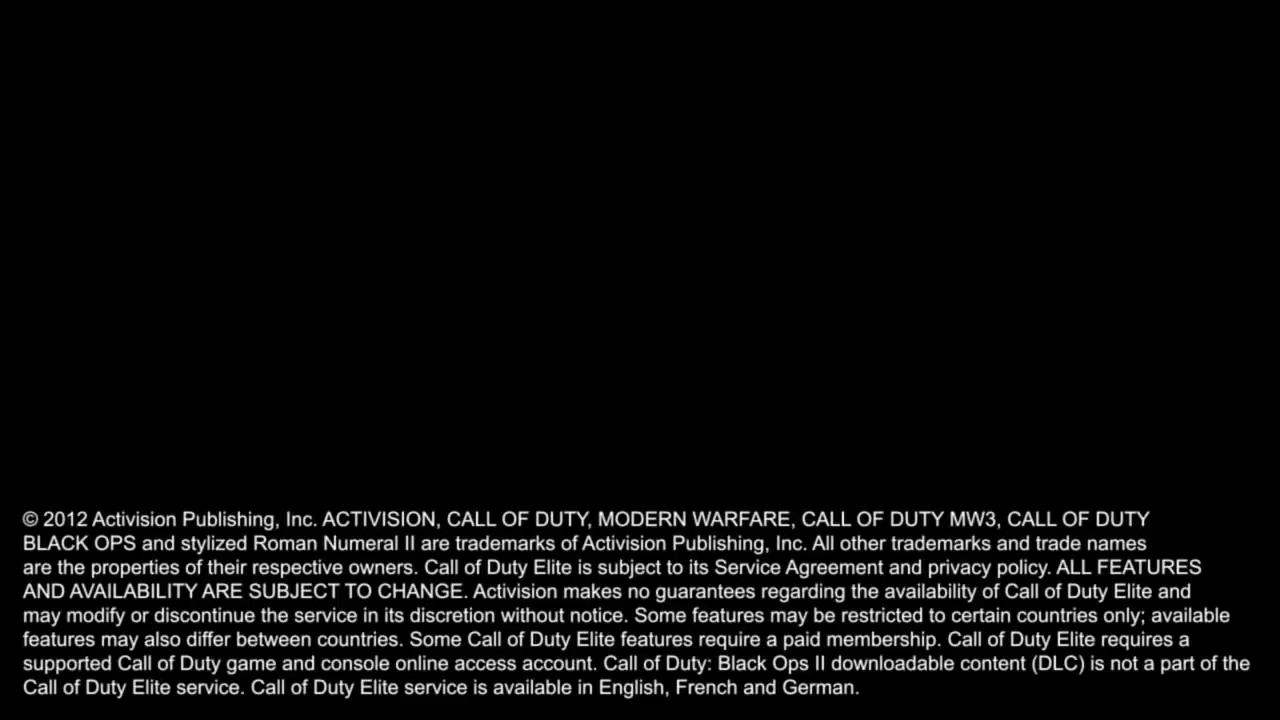 © 2012 Activision Publishing, Inc. ACTIVISION, CALL OF DUTY, MODERN WARFARE, CALL OF DUTY MW3, CALL OF DUTY
BLACK OPS and stylized Roman Numeral II are trademarks of Activision Publishing, Inc. All other trademarks and trade names
are the properties of their respective owners. Call of Duty Elite is subject to its Service Agreement and privacy policy. ALL FEATURES
AND AVAILABILITY ARE SUBJECT TO CHANGE. Activision makes no guarantees regarding the availability of Call of Duty Elite and
may modify or discontinue the service in its discretion without notice. Some features may be restricted to certain countries only; available
features may also differ between countries. Some Call of Duty Elite features require a paid membership. Call of Duty Elite requires a
supported Call of Duty game and console online access account. Call of Duty: Black Ops II downloadable content (DLC) is not a part of the
Call of Duty Elite service. Call of Duty Elite service is available in English, French and German.